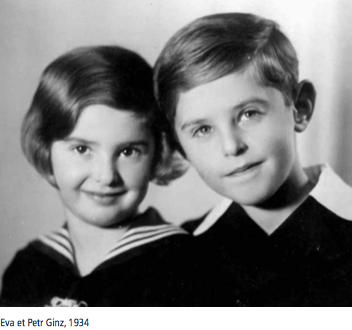 Eva et Petr Ginz, 1934